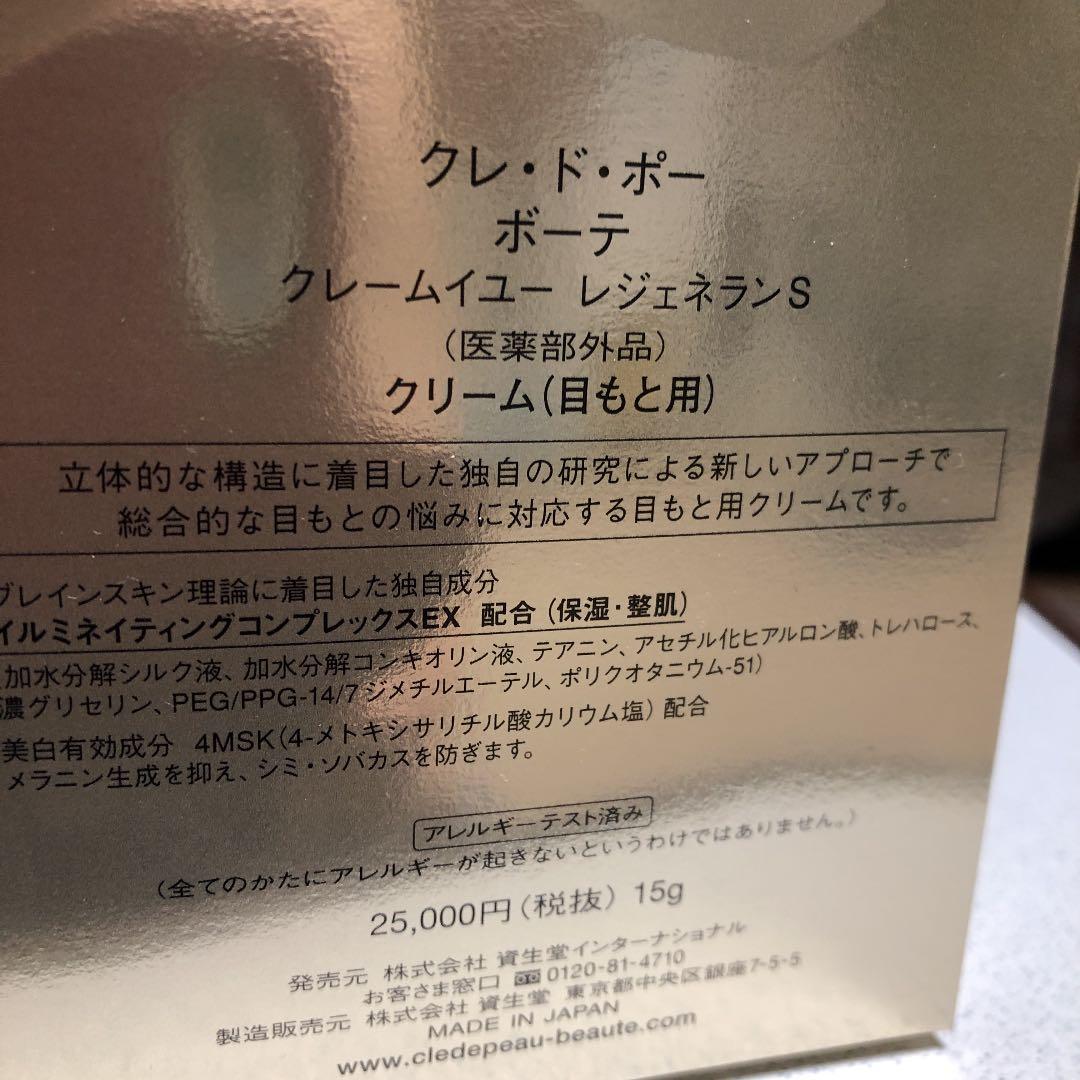 クレ・ド・ポー
ボーテ
クレームイユー レジェネランS
(医薬部外品)
クリーム(目もと用)
立体的な構造に着目した独自の研究による新しいアプローチで
総合的な目もとの悩みに対応する目もと用クリームです。
ブレインスキン理論に着目した独自成分
イルミネイティングコンプレックスEX 配合(保湿・整肌)
加水分解シルク液、加水分解コンキオリン液、テアニン、アセチル化ヒアルロン酸、トレハロース、
濃グリセリン、PEG/PPG-14/7 ジメチルエーテル、ポリクオタニウム-51)
美白有効成分 4MSK(4-メトキシサリチル酸カリウム塩)配合
メラニン生成を抑え、シミ・ソバカスを防ぎます。
アレルギーテスト済み
(全てのかたにアレルギーが起きないというわけではありません。)
25,000円(税抜) 15g
発売元 株式会社 資生堂インターナショナル
お客さま窓口 0120-81-4710
製造販売元 株式会社 資生堂 東京都中央区銀座7-5-5
MADE IN JAPAN
www.cledepeau-beaute.com